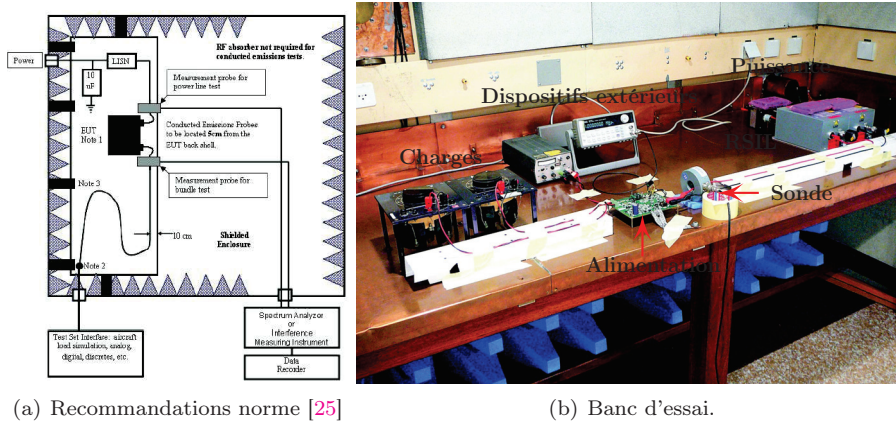 RF absorber not required for
conducted emissions tests.
Power
LISN
10
uF
Measurement probe for
power line test
EUT
Note 1
Conducted Emissions Probes
to be located 5cm from the
EUT back shell.
Measurement probe for
bundle test
Note 3
10 cm
Shielded
Enclosure
Note 2
Test Set Interface: aircraft
load simulation, analog,
digital, discretes, etc.
Spectrum Analyzor
or
Interference
Measuring Instrument
Data
Recorder
(a) Recommandations norme [25]
Puissance
Dispositifs extérieur
Charges
RSIL
Sonde
Alimentation
(b) Banc d'essai.